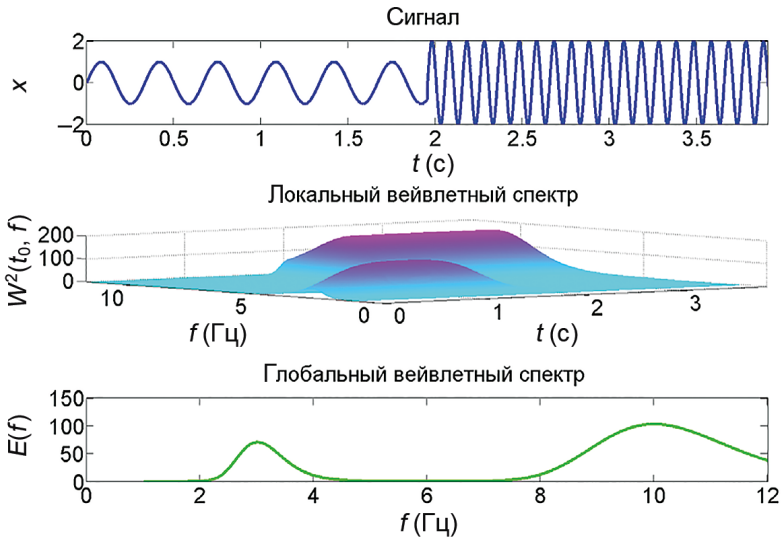 Сигнал
2
0
–2
x
0 0.5 1 1.5 2 2.5 3 3.5
t (с)
Локальный вейвлетный спектр
200
100
0
W²(t₀, f)
10 5 0 0 1 2 3
f (Гц) t (с)
Глобальный вейвлетный спектр
150
100
50
0
E(f)
0 2 4 6 8 10 12
f (Гц)